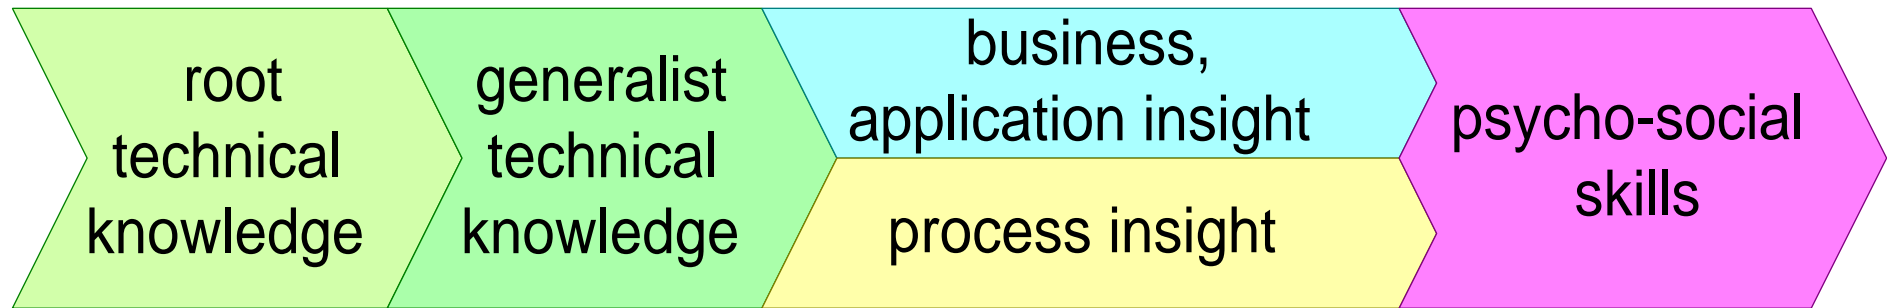 root
technical
knowledge
generalist
technical
knowledge
business,
application insight
process insight
psycho-social
skills